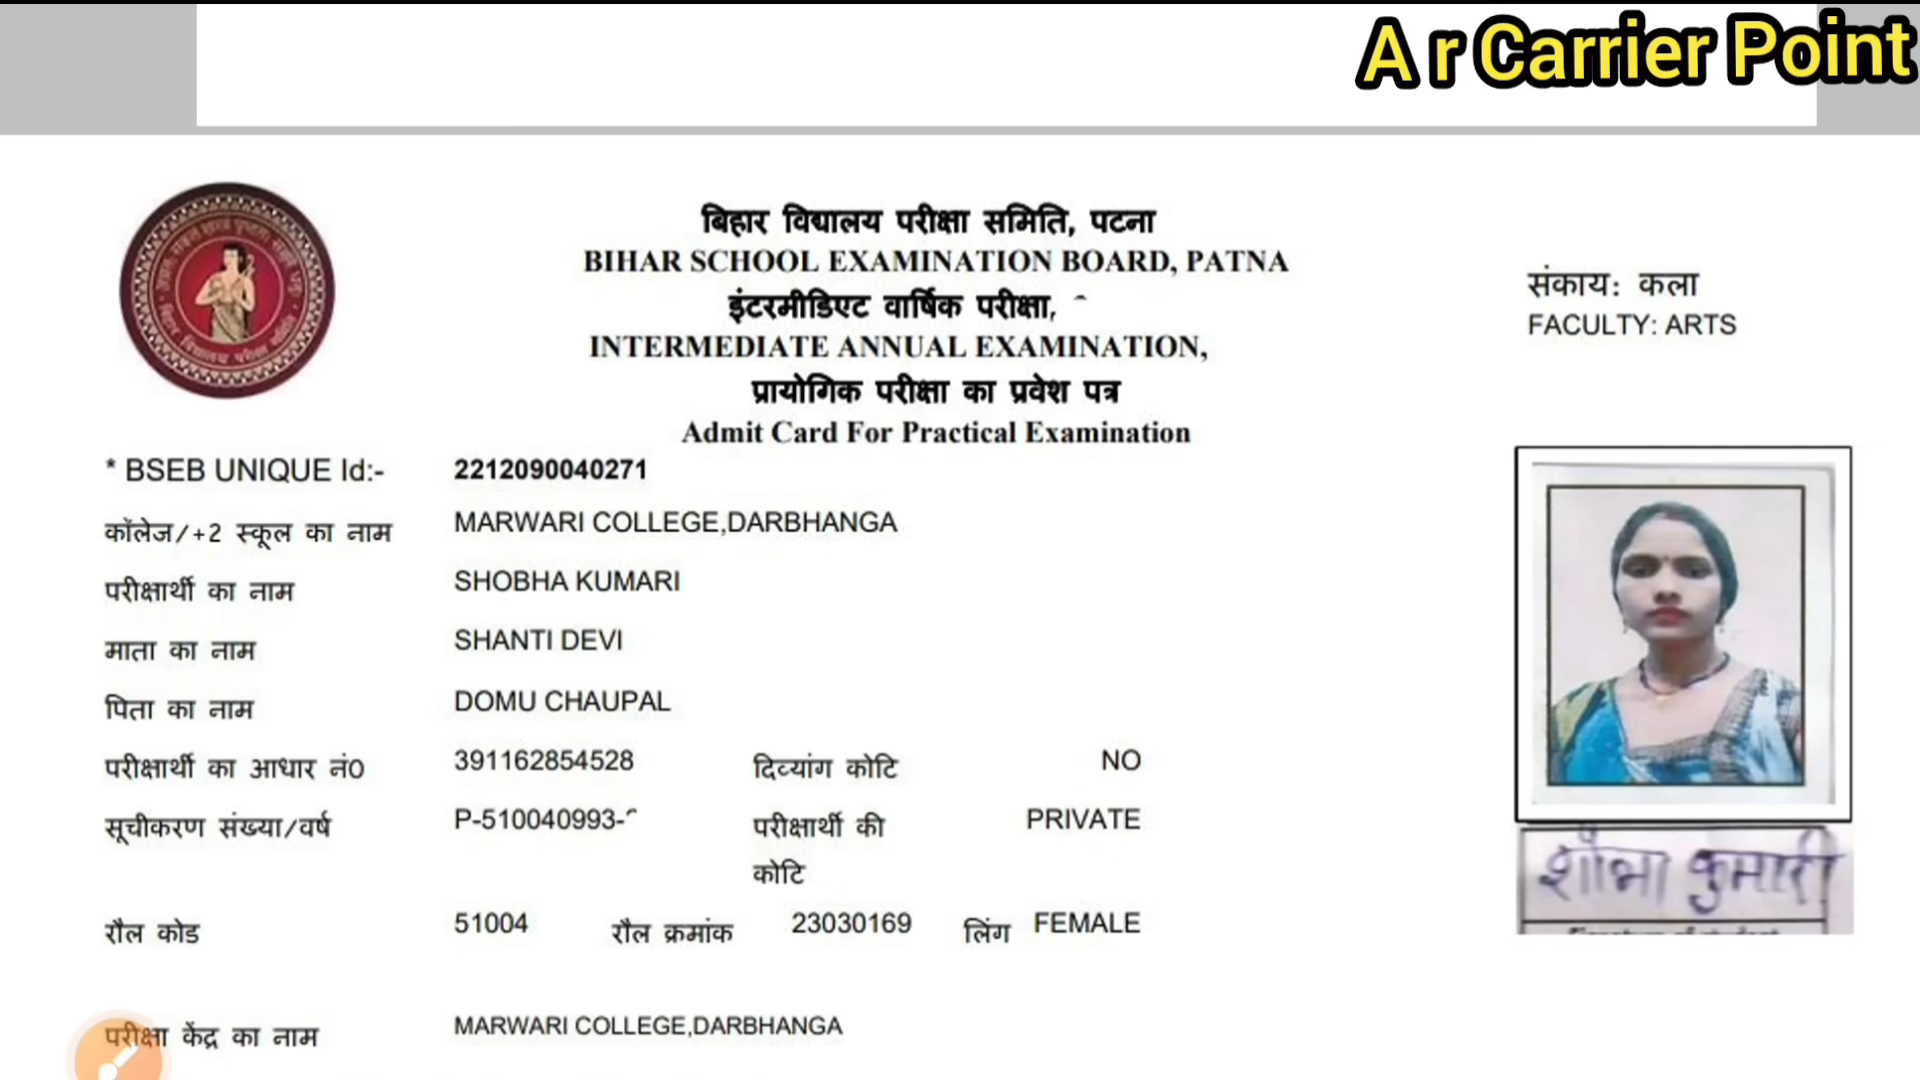 A r Carrier Point
बिहार विद्यालय परीक्षा समिति, पटना
BIHAR SCHOOL EXAMINATION BOARD, PATNA
इंटरमीडिएट वार्षिक परीक्षा,
INTERMEDIATE ANNUAL EXAMINATION,
प्रायोगिक परीक्षा का प्रवेश पत्र
Admit Card For Practical Examination
संकाय: कला
FACULTY: ARTS
* BSEB UNIQUE Id:- 2212090040271
कॉलेज/+2 स्कूल का नाम MARWARI COLLEGE,DARBHANGA
परीक्षार्थी का नाम SHOBHA KUMARI
माता का नाम SHANTI DEVI
पिता का नाम DOMU CHAUPAL
परीक्षार्थी का आधार नं0 391162854528 दिव्यांग कोटि NO
सूचीकरण संख्या/वर्ष P-510040993- परीक्षार्थी की कोटि PRIVATE
रौल कोड 51004 रौल क्रमांक 23030169 लिंग FEMALE
शोभा कुमारी
परीक्षा केंद्र का नाम MARWARI COLLEGE,DARBHANGA